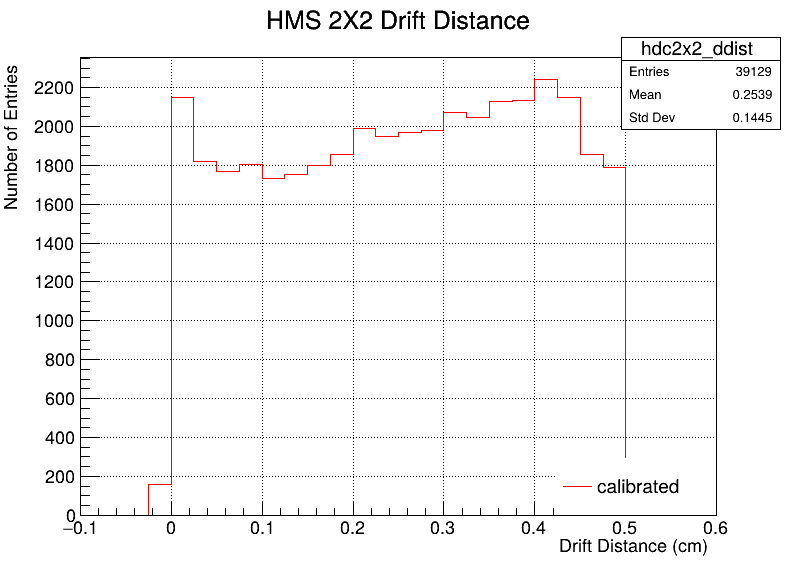 HMS 2X2 Drift Distance
hdc2x2_ddist
Entries 39129
Mean 0.2539
Std Dev 0.1445
Number of Entries
2200
2000
1800
1600
1400
1200
1000
800
600
400
200
0
calibrated
−0.1 0 0.1 0.2 0.3 0.4 0.5 0.6
Drift Distance (cm)